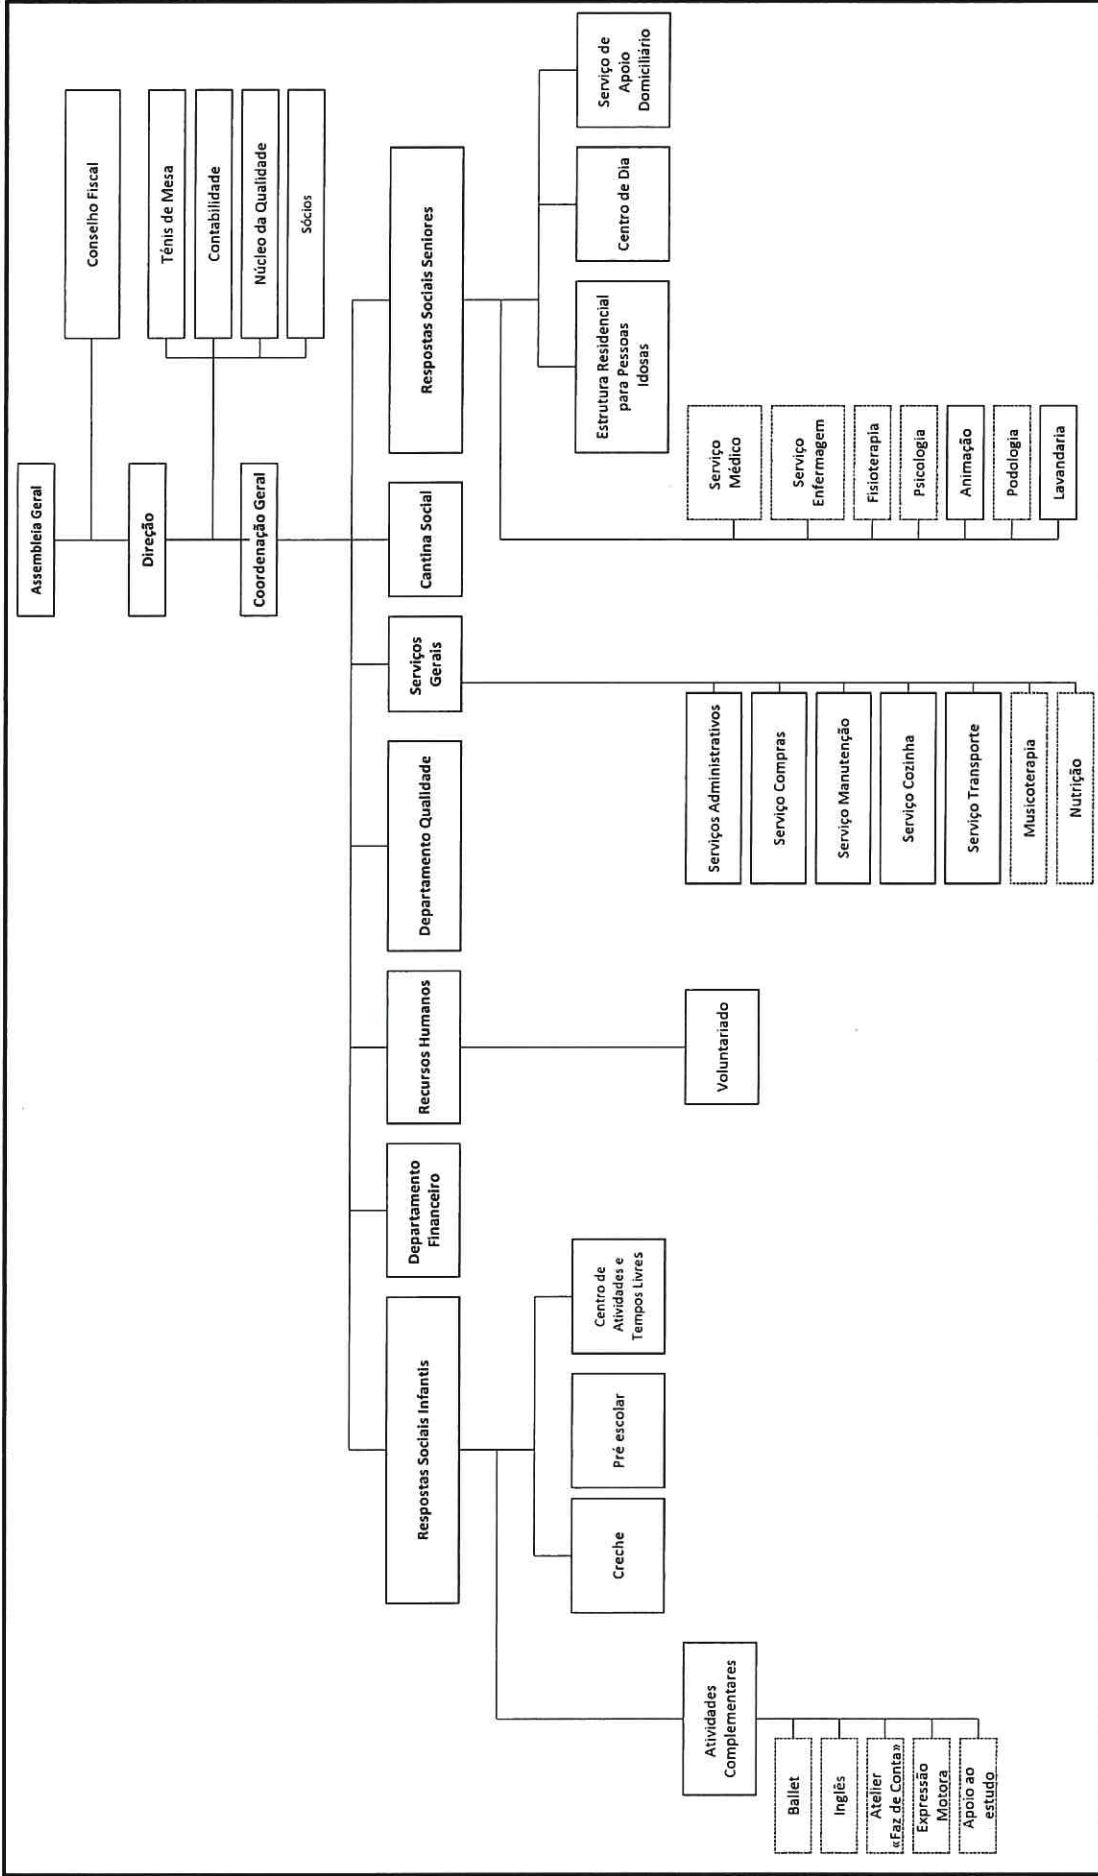 Assembleia Geral
Conselho Fiscal
Direção
Ténis de Mesa
Contabilidade
Núcleo da Qualidade
Sócios
Coordenação Geral
Respostas Sociais Infantis
Departamento
Financeiro
Recursos Humanos
Departamento Qualidade
Serviços
Gerais
Cantina Social
Respostas Sociais Seniores
Creche
Pré escolar
Centro de
Atividades e
Tempos Livres
Estrutura Residencial
para Pessoas
Idosas
Centro de Dia
Serviço de
Apoio
Domiciliário
Atividades
Complementares
Ballet
Inglês
Atelier
«Faz de Conta»
Expressão
Motora
Apoio ao
estudo
Voluntariado
Serviços Administrativos
Serviço Compras
Serviço Manutenção
Serviço Cozinha
Serviço Transporte
Musicoterapia
Nutrição
Serviço
Médico
Serviço
Enfermagem
Fisioterapia
Psicologia
Animação
Podologia
Lavandaria